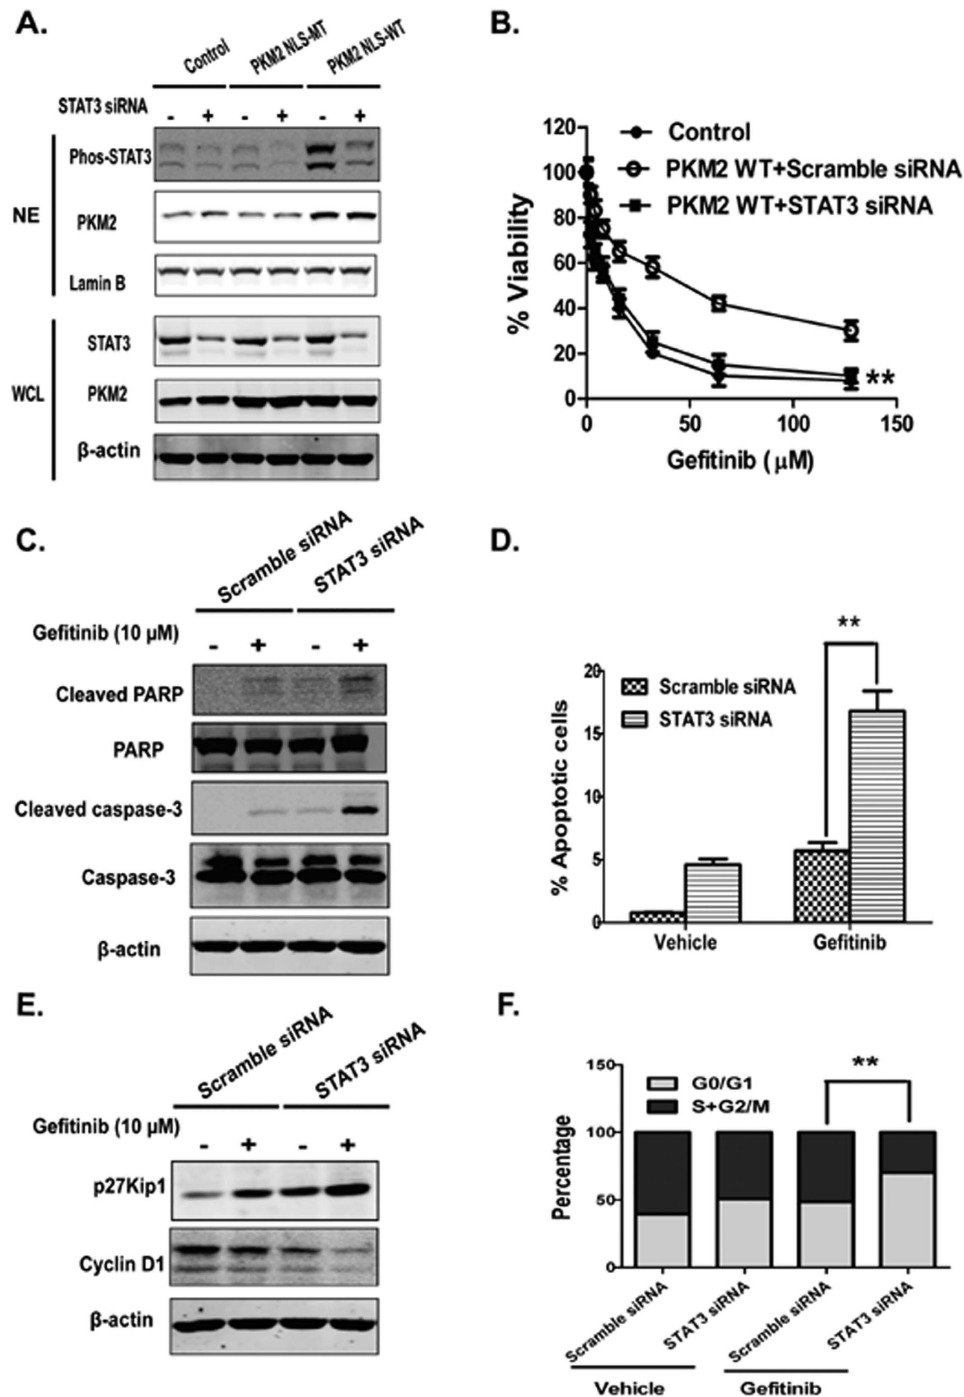 A.
Control
PKM2 NLS-MT
PKM2 NLS-WT
STAT3 siRNA
- + - + - +
NE
Phos-STAT3
PKM2
Lamin B
WCL
STAT3
PKM2
β-actin
B.
Control
PKM2 WT+Scramble siRNA
PKM2 WT+STAT3 siRNA
% Viability
100
80
60
40
20
0
**
0 50 100 150
Gefitinib ( μM)
C.
Scramble siRNA
STAT3 siRNA
Gefitinib (10 μM)
- + - +
Cleaved PARP
PARP
Cleaved caspase-3
Caspase-3
β-actin
D.
**
% Apoptotic cells
20
15
10
5
0
Scramble siRNA
STAT3 siRNA
Vehicle Gefitinib
E.
Scramble siRNA
STAT3 siRNA
Gefitinib (10 μM)
- + - +
p27Kip1
Cyclin D1
β-actin
F.
**
Percentage
150
100
50
0
G0/G1
S+G2/M
Scramble siRNA
STAT3 siRNA
Scramble siRNA
STAT3 siRNA
Vehicle Gefitinib